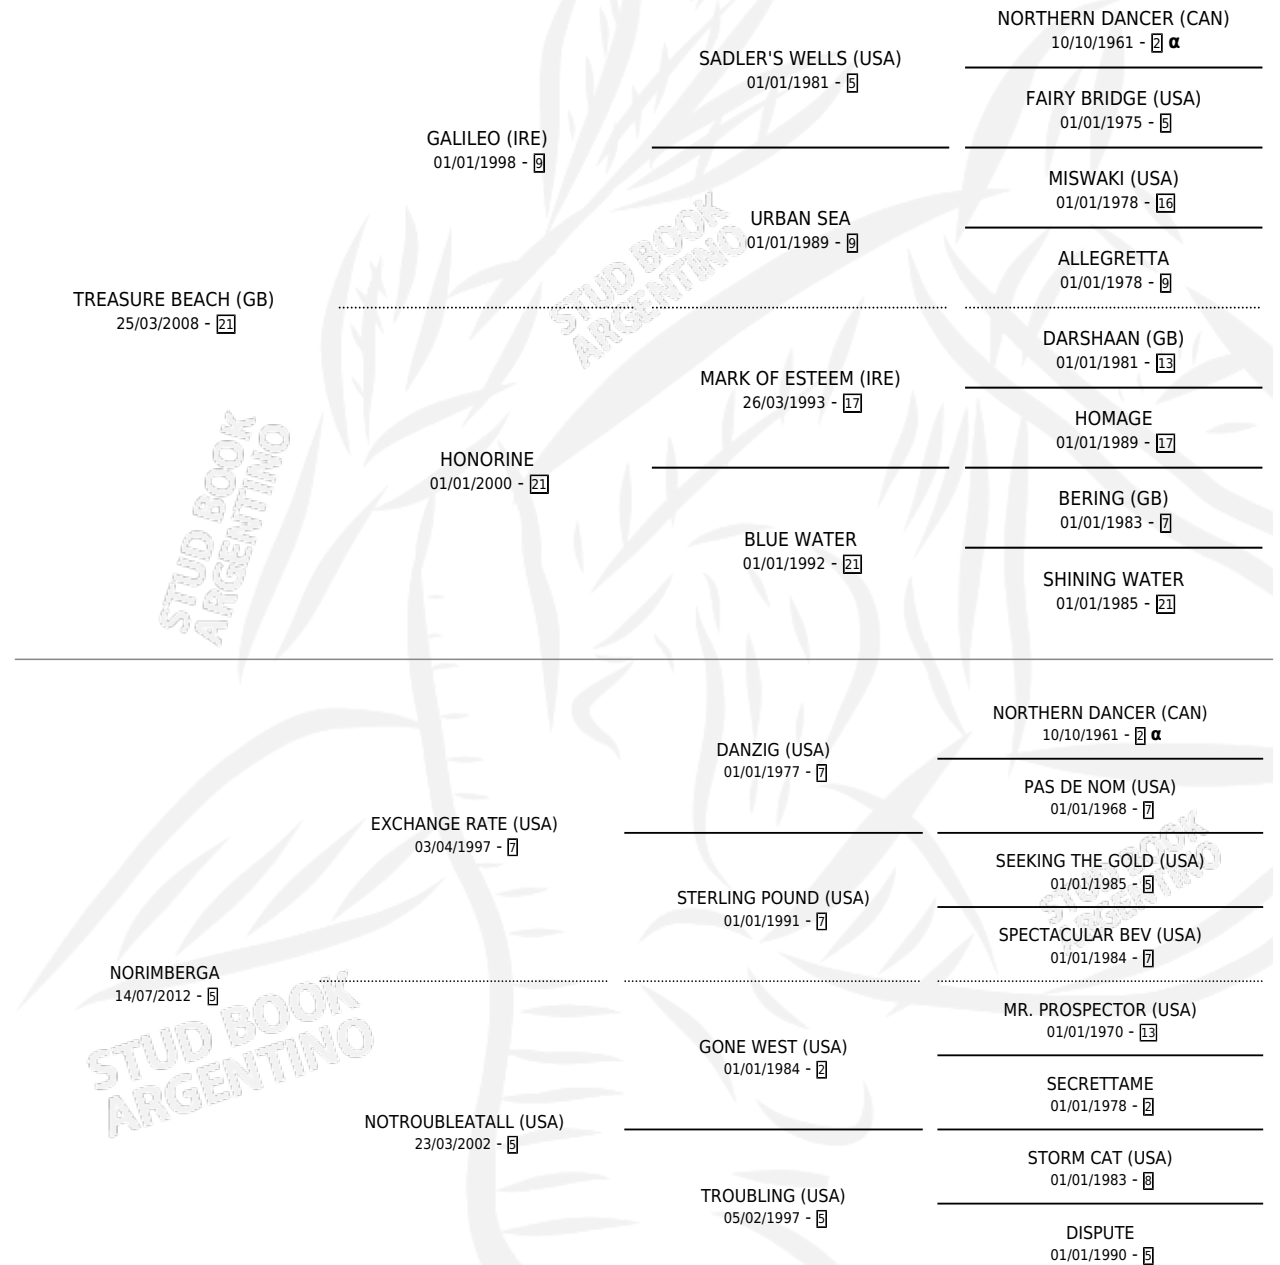 NORTHERN DANCER (CAN)
10/10/1961 - 2 α
SADLER'S WELLS (USA)
01/01/1981 - 5
FAIRY BRIDGE (USA)
01/01/1975 - 5
GALILEO (IRE)
01/01/1998 - 9
MISWAKI (USA)
01/01/1978 - 16
URBAN SEA
01/01/1989 - 9
ALLEGRETTA
01/01/1978 - 9
TREASURE BEACH (GB)
25/03/2008 - 21
DARSHAAN (GB)
01/01/1981 - 13
MARK OF ESTEEM (IRE)
26/03/1993 - 17
HOMAGE
01/01/1989 - 17
HONORINE
01/01/2000 - 21
BERING (GB)
01/01/1983 - 7
BLUE WATER
01/01/1992 - 21
SHINING WATER
01/01/1985 - 21
NORTHERN DANCER (CAN)
10/10/1961 - 2 α
DANZIG (USA)
01/01/1977 - 7
PAS DE NOM (USA)
01/01/1968 - 7
EXCHANGE RATE (USA)
03/04/1997 - 7
SEEKING THE GOLD (USA)
01/01/1985 - 5
STERLING POUND (USA)
01/01/1991 - 7
SPECTACULAR BEV (USA)
01/01/1984 - 7
NORIMBERGA
14/07/2012 - 5
MR. PROSPECTOR (USA)
01/01/1970 - 13
GONE WEST (USA)
01/01/1984 - 2
SECRETTAME
01/01/1978 - 2
NOTROUBLEATALL (USA)
23/03/2002 - 5
STORM CAT (USA)
01/01/1983 - 8
TROUBLING (USA)
05/02/1997 - 5
DISPUTE
01/01/1990 - 5
STUD BOOK
ARGENTINO
STUD BOOK
ARGENTINO
STUD BOOK
ARGENTINO
STUD BOOK
ARGENTINO